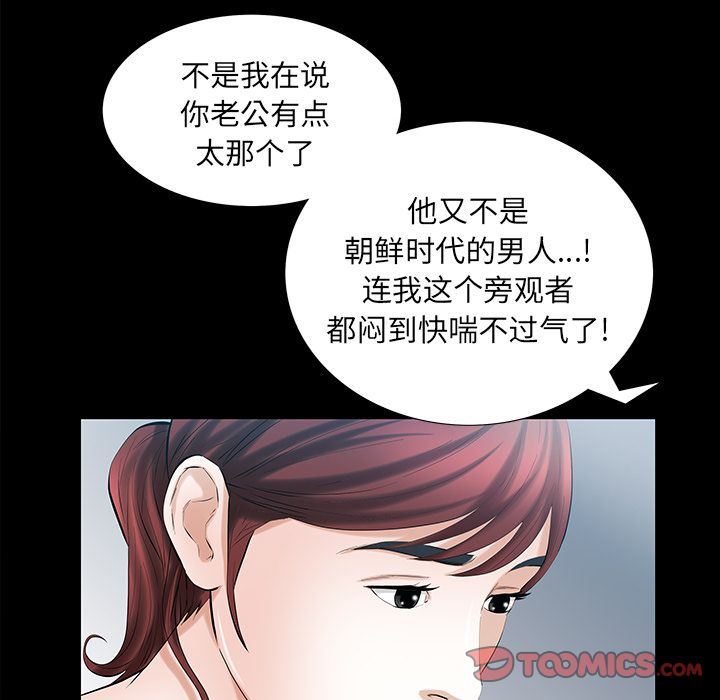 不是我在说
你老公有点
太那个了
他又不是
朝鲜时代的男人...!
连我这个旁观者
都闷到快喘不过气了!
TOOMICS.COM